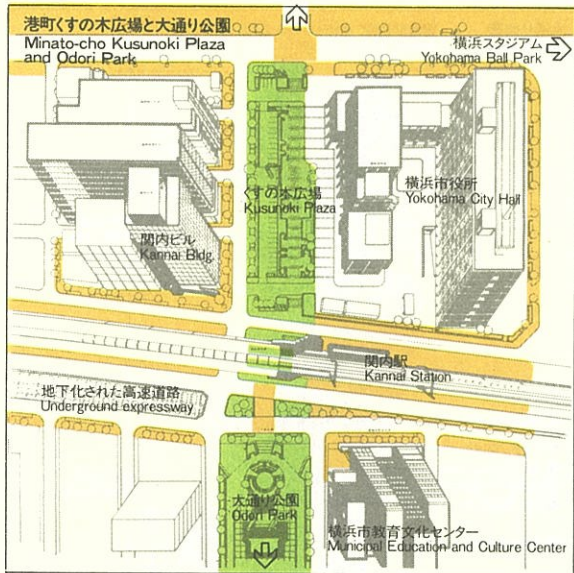 港町くすの木広場と大通り公園
Minato-cho Kusunoki Plaza
and Odori Park
横浜スタジアム
Yokohama Ball Park
くすの木広場
Kusunoki Plaza
横浜市役所
Yokohama City Hall
関内ビル
Kannai Bldg.
関内駅
Kannai Station
地下化された高速道路
Underground expressway
大通り公園
Odori Park
横浜市教育文化センター
Municipal Education and Culture Center